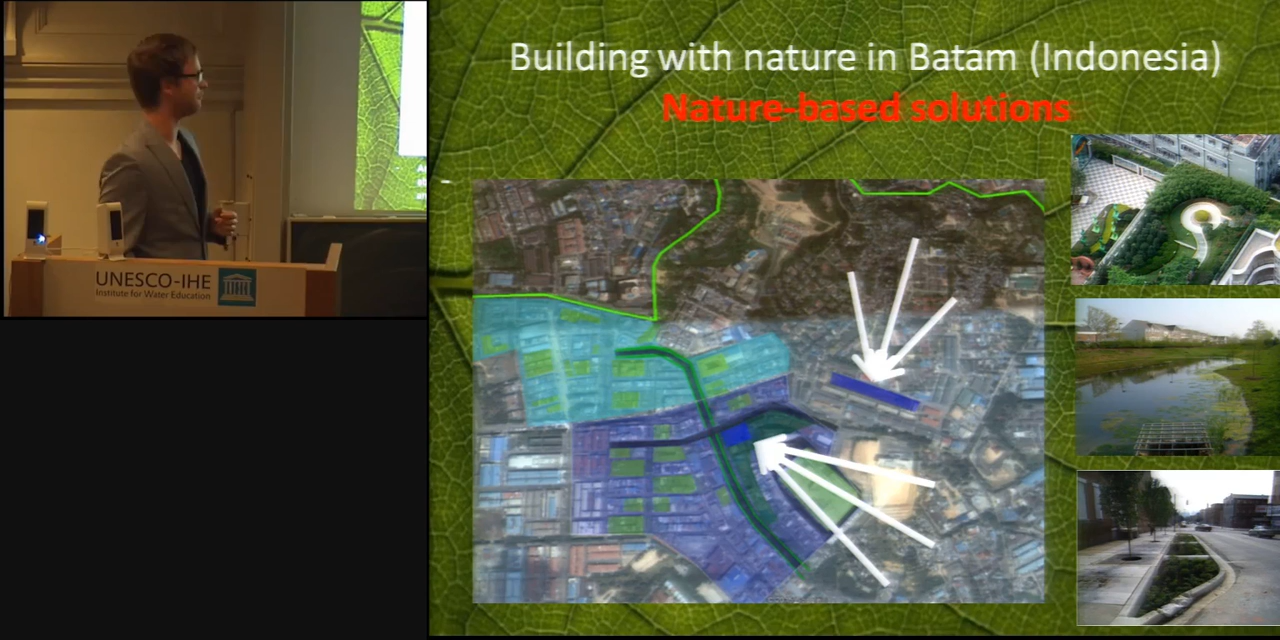 UNESCO-IHE
Institute for Water Education
Building with nature in Batam (Indonesia)
Nature-based solutions